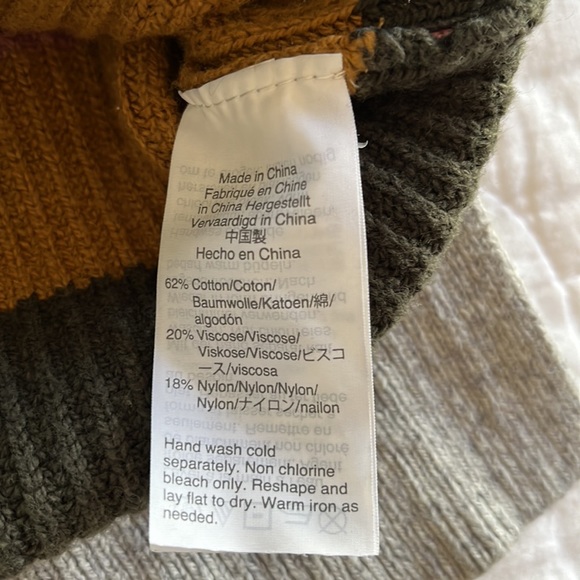 Made in China
Fabriqué en Chine
in China Hergestellt
Vervaardigd in China
中国製
Hecho en China
62% Cotton/Coton/
Baumwolle/Katoen/綿/
algodón
20% Viscose/Viscose/
Viskose/Viscose/ビスコ
ース/viscosa
18% Nylon/Nylon/Nylon/
Nylon/ナイロン/nailon
Hand wash cold
separately. Non chlorine
bleach only. Reshape and
lay flat to dry. Warm iron as
needed.